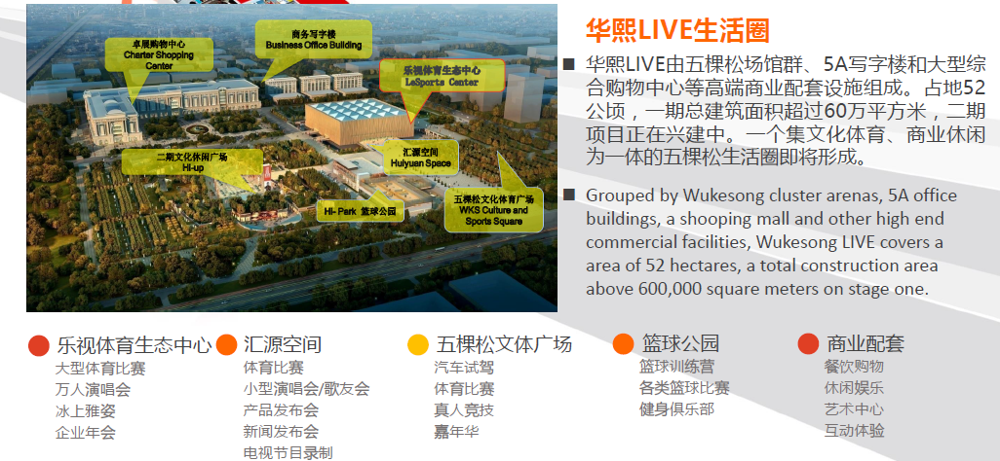 卓展购物中心
Charter Shopping
Center
商务写字楼
Business Office Building
乐视体育生态中心
LeSports Center
二期文化休闲广场
Hi-up
汇源空间
Huiyuan Space
Hi- Park 篮球公园
五棵松文化体育广场
WKS Culture and
Sports Square
华熙LIVE生活圈
华熙LIVE由五棵松场馆群、5A写字楼和大型综
合购物中心等高端商业配套设施组成。占地52
公顷，一期总建筑面积超过60万平方米，二期
项目正在兴建中。一个集文化体育、商业休闲
为一体的五棵松生活圈即将形成。
Grouped by Wukesong cluster arenas, 5A office
buildings, a shooping mall and other high end
commercial facilities, Wukesong LIVE covers a
area of 52 hectares, a total construction area
above 600,000 square meters on stage one.
乐视体育生态中心
大型体育比赛
万人演唱会
冰上雅姿
企业年会
汇源空间
体育比赛
小型演唱会/歌友会
产品发布会
新闻发布会
电视节目录制
五棵松文体广场
汽车试驾
体育比赛
真人竞技
嘉年华
篮球公园
篮球训练营
各类篮球比赛
健身俱乐部
商业配套
餐饮购物
休闲娱乐
艺术中心
互动体验